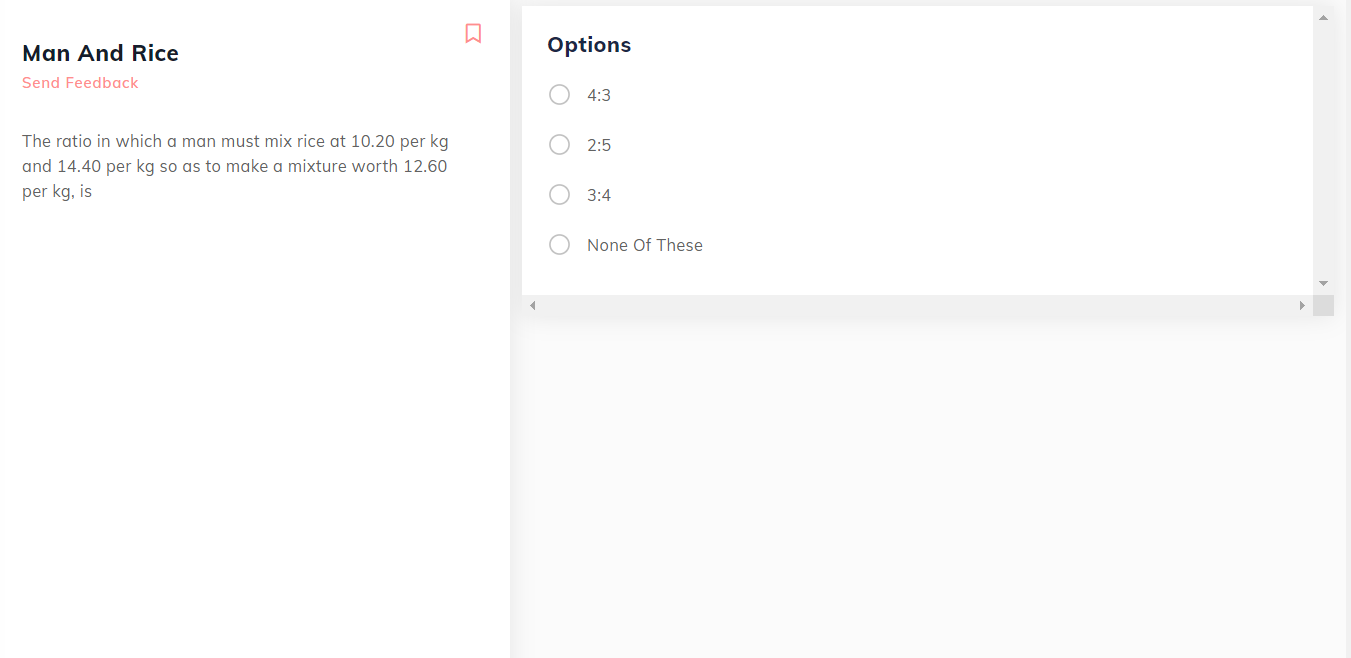 Man And Rice
Send Feedback
The ratio in which a man must mix rice at 10.20 per kg
and 14.40 per kg so as to make a mixture worth 12.60
per kg, is
Options
4:3
2:5
3:4
None Of These